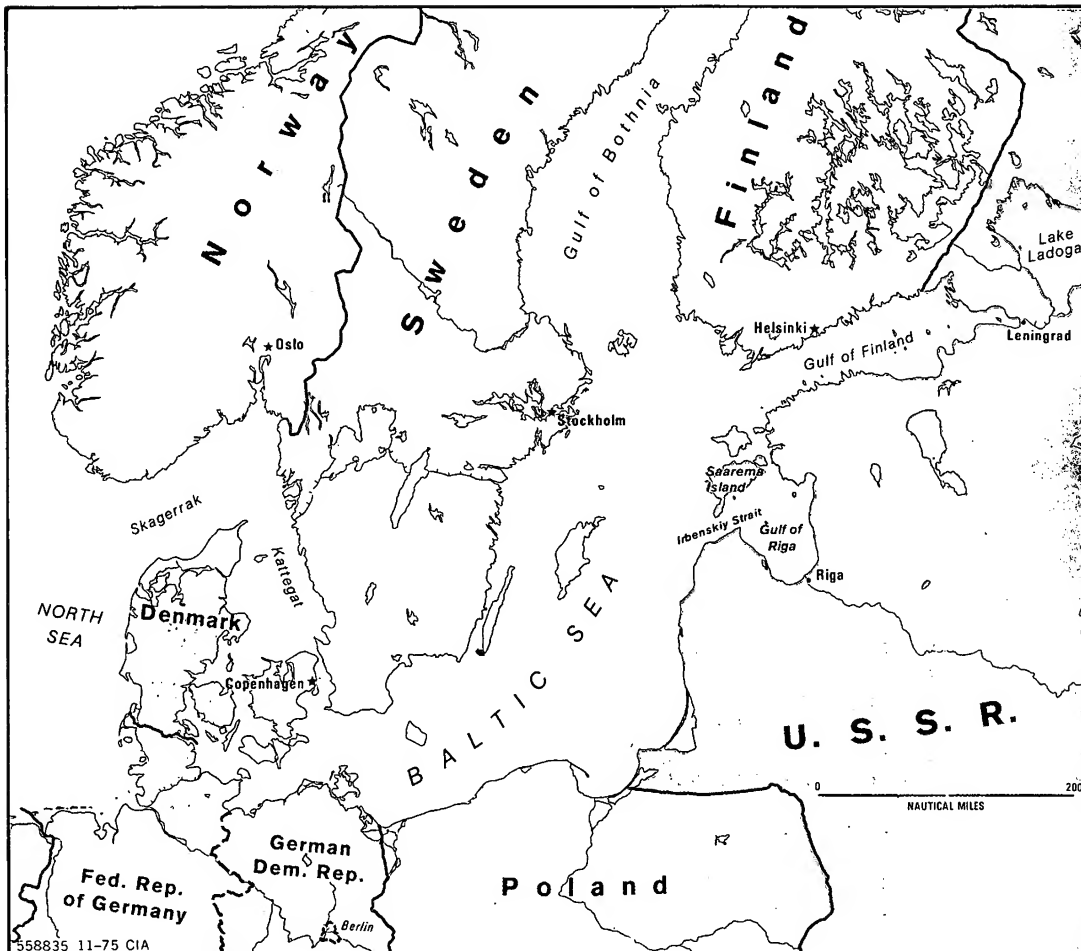 Norway
Sweden
Finland
Gulf of Bothnia
Lake
Ladoga
Oslo
Helsinki
Leningrad
Gulf of Finland
Stockholm
Saarema
Island
Skagerrak
Irbenskiy Strait
Gulf of
Riga
Kattegat
Riga
NORTH
SEA
Denmark
Copenhagen
BALTIC SEA
U. S. S. R.
0
200
NAUTICAL MILES
German
Dem. Rep.
Fed. Rep.
of Germany
Poland
Berlin
558835 11-75 CIA